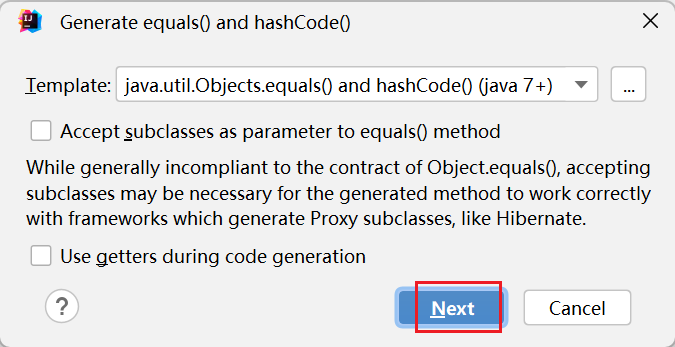 Generate equals() and hashCode()
Template: java.util.Objects.equals() and hashCode() (java 7+) ...
Accept subclasses as parameter to equals() method
While generally incompliant to the contract of Object.equals(), accepting
subclasses may be necessary for the generated method to work correctly
with frameworks which generate Proxy subclasses, like Hibernate.
Use getters during code generation
? Next Cancel